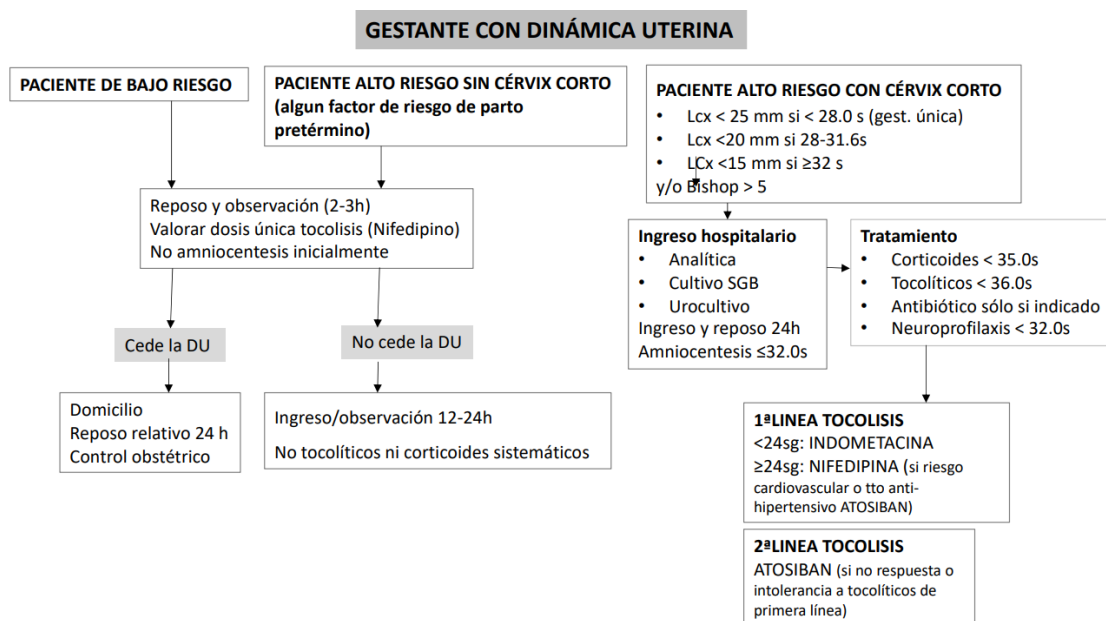 GESTANTE CON DINÁMICA UTERINA
PACIENTE DE BAJO RIESGO
PACIENTE ALTO RIESGO SIN CÉRVIX CORTO
(algun factor de riesgo de parto
pretérmino)
PACIENTE ALTO RIESGO CON CÉRVIX CORTO
• Lcx < 25 mm si < 28.0 s (gest. única)
• Lcx <20 mm si 28-31.6s
• LCx <15 mm si ≥32 s
y/o Bishop > 5
Reposo y observación (2-3h)
Valorar dosis única tocolisis (Nifedipino)
No amniocentesis inicialmente
Ingreso hospitalario
• Analítica
• Cultivo SGB
• Urocultivo
Ingreso y reposo 24h
Amniocentesis ≤32.0s
Tratamiento
• Corticoides < 35.0s
• Tocolíticos < 36.0s
• Antibiótico sólo si indicado
• Neuroprofilaxis < 32.0s
Cede la DU
No cede la DU
Domicilio
Reposo relativo 24 h
Control obstétrico
Ingreso/observación 12-24h
No tocolíticos ni corticoides sistemáticos
1ªLINEA TOCOLISIS
<24sg: INDOMETACINA
≥24sg: NIFEDIPINA (si riesgo
cardiovascular o tto anti-
hipertensivo ATOSIBAN)
2ªLINEA TOCOLISIS
ATOSIBAN (si no respuesta o
intolerancia a tocolíticos de
primera línea)